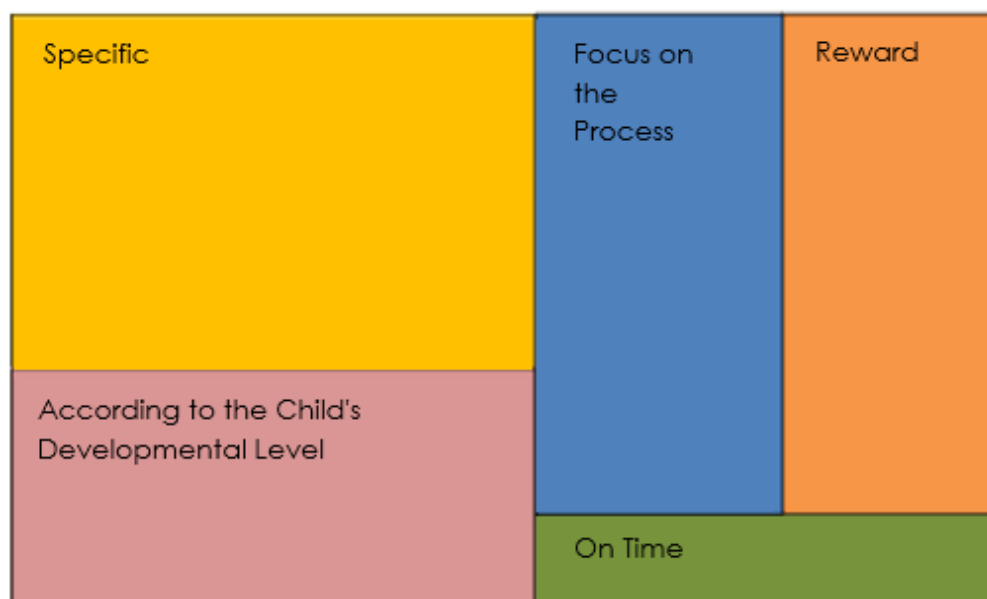 Specific
Focus on
the
Process
Reward
According to the Child's
Developmental Level
On Time